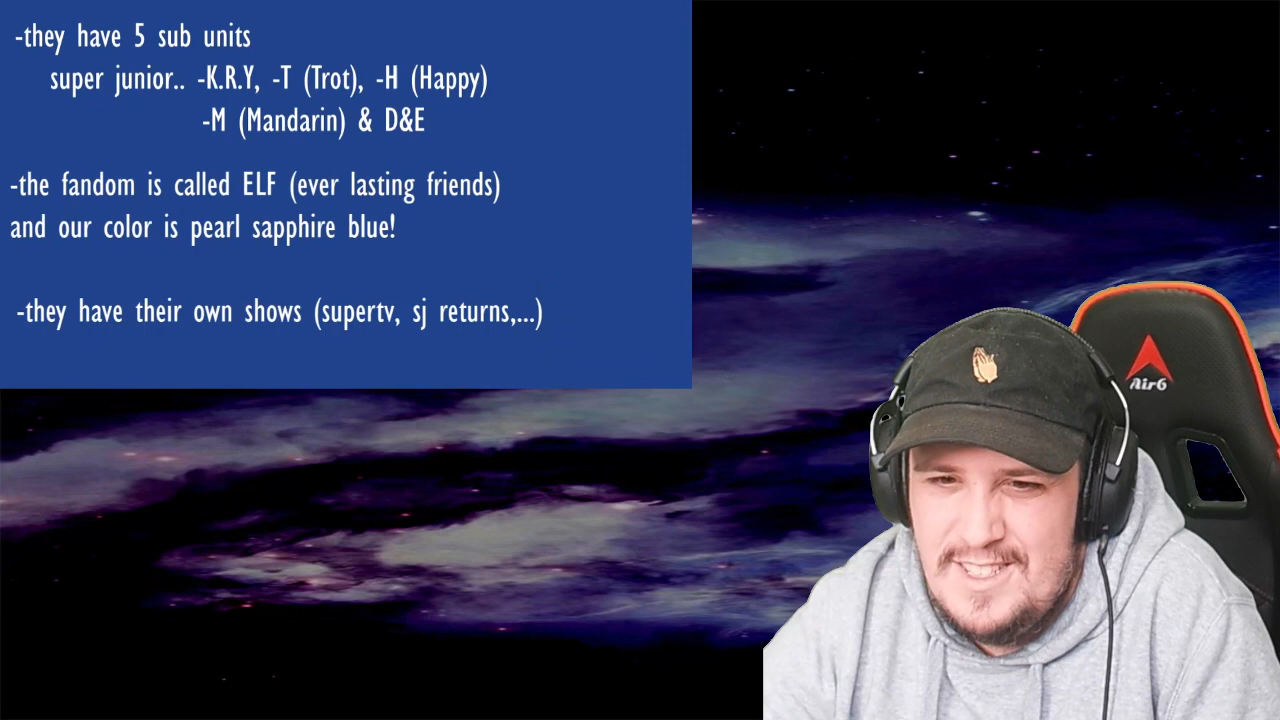 -they have 5 sub units
super junior.. -K.R.Y, -T (Trot), -H (Happy)
-M (Mandarin) & D&E
-the fandom is called ELF (ever lasting friends)
and our color is pearl sapphire blue!
-they have their own shows (supertv, sj returns,...)
Air6